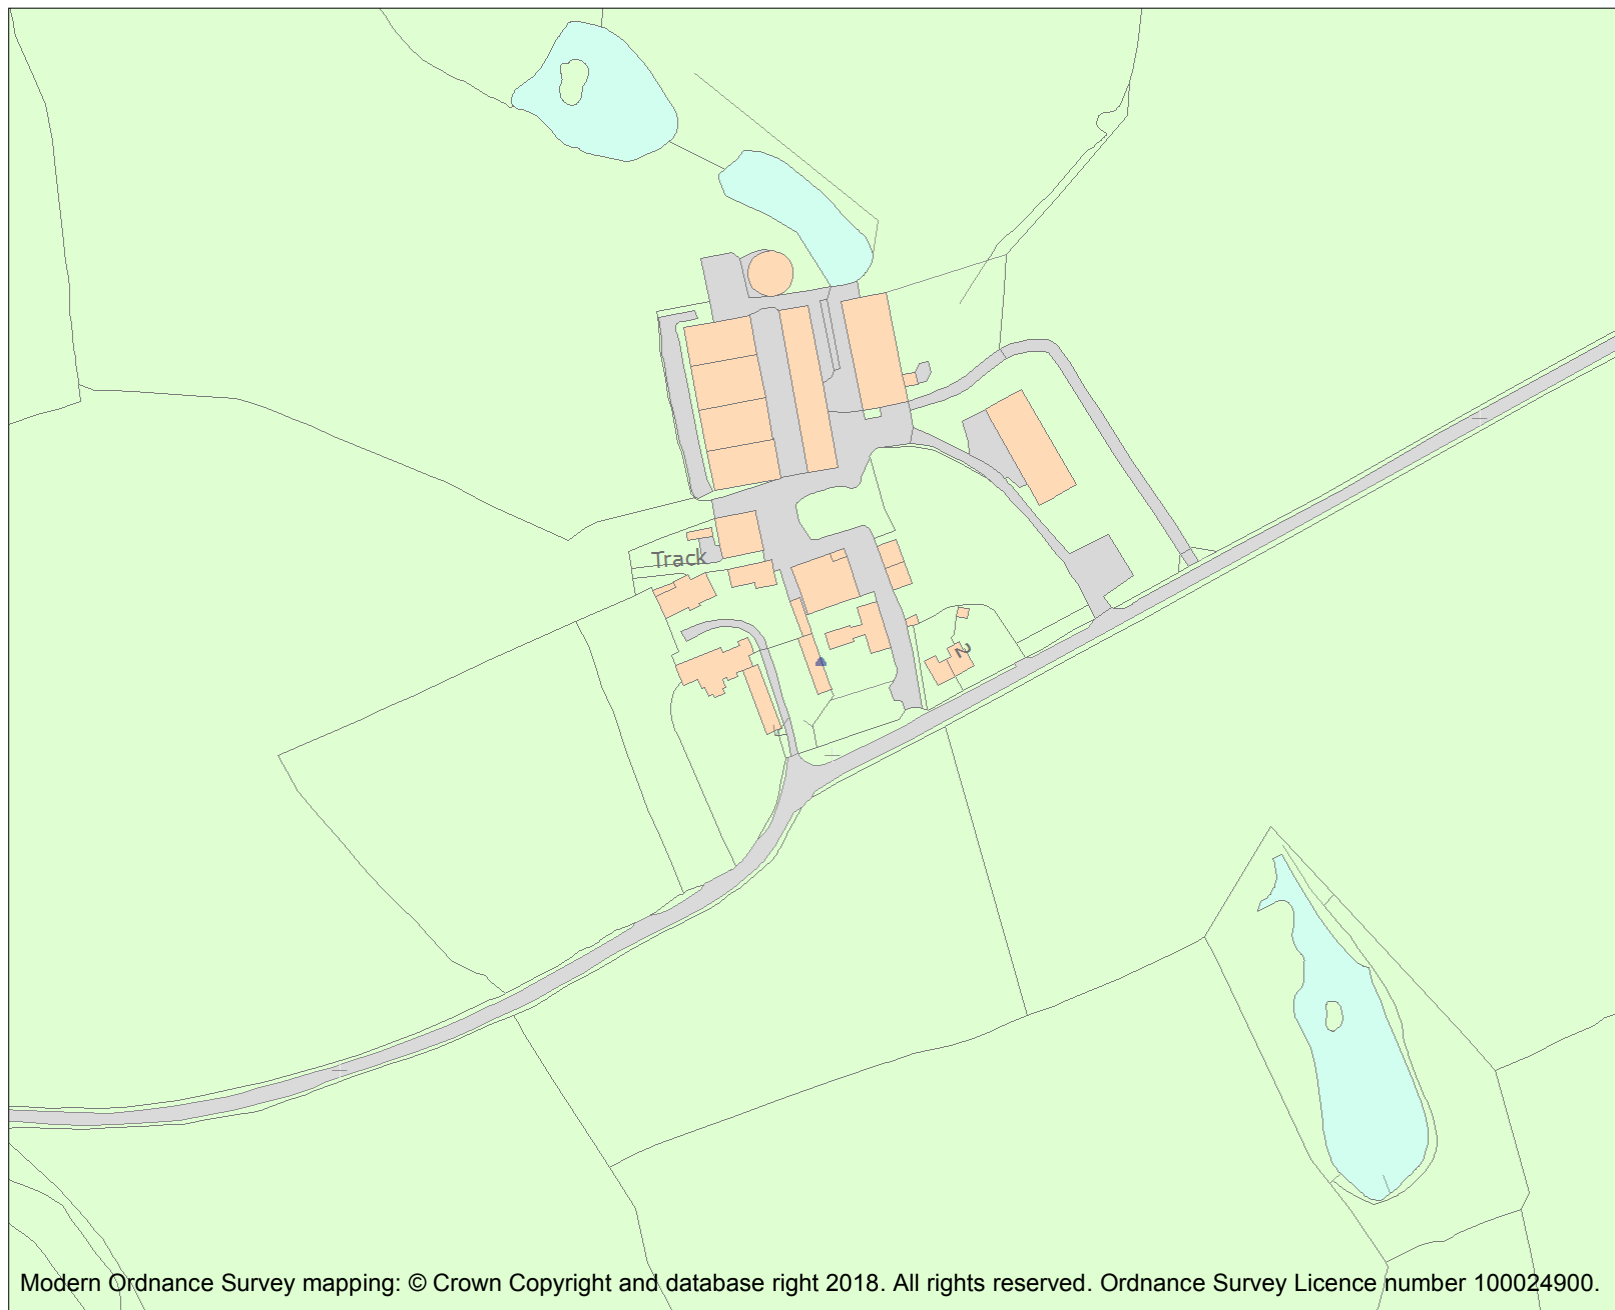 Track
2
Modern Ordnance Survey mapping: © Crown Copyright and database right 2018. All rights reserved. Ordnance Survey Licence number 100024900.